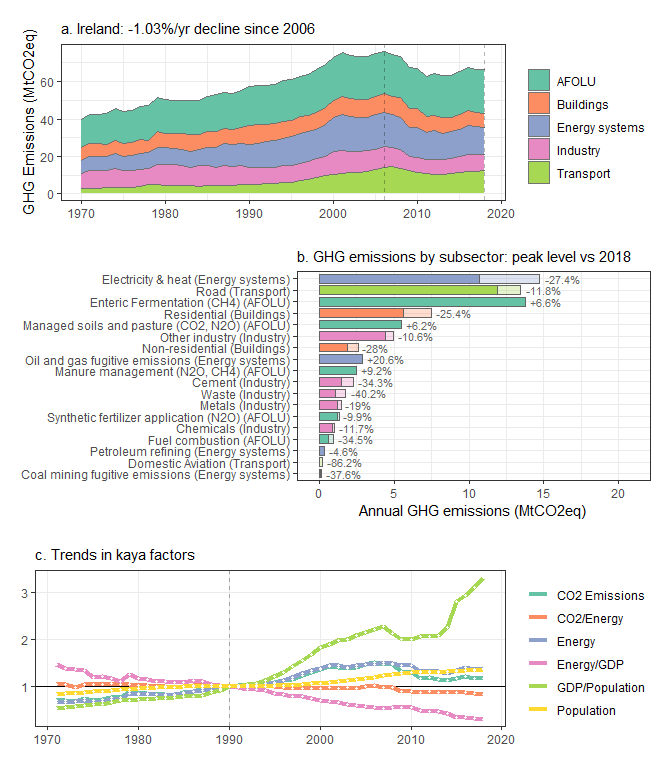 a. Ireland: -1.03%/yr decline since 2006
GHG Emissions (MtCO2eq)
60
40
20
0
1970
1980
1990
2000
2010
2020
AFOLU
Buildings
Energy systems
Industry
Transport
b. GHG emissions by subsector: peak level vs 2018
Electricity & heat (Energy systems) -27.4%
Road (Transport) -11.8%
Enteric Fermentation (CH4) (AFOLU) +6.6%
Residential (Buildings) -25.4%
Managed soils and pasture (CO2, N2O) (AFOLU) +6.2%
Other industry (Industry) -10.6%
Non-residential (Buildings) -28%
Oil and gas fugitive emissions (Energy systems) +20.6%
Manure management (N2O, CH4) (AFOLU) +9.2%
Cement (Industry) -34.3%
Waste (Industry) -40.2%
Metals (Industry) -19%
Synthetic fertilizer application (N2O) (AFOLU) -9.9%
Chemicals (Industry) -11.7%
Fuel combustion (AFOLU) -34.5%
Petroleum refining (Energy systems) -4.6%
Domestic Aviation (Transport) -86.2%
Coal mining fugitive emissions (Energy systems) -37.6%
0
5
10
15
20
Annual GHG emissions (MtCO2eq)
c. Trends in kaya factors
3
2
1
1970
1980
1990
2000
2010
2020
CO2 Emissions
CO2/Energy
Energy
Energy/GDP
GDP/Population
Population